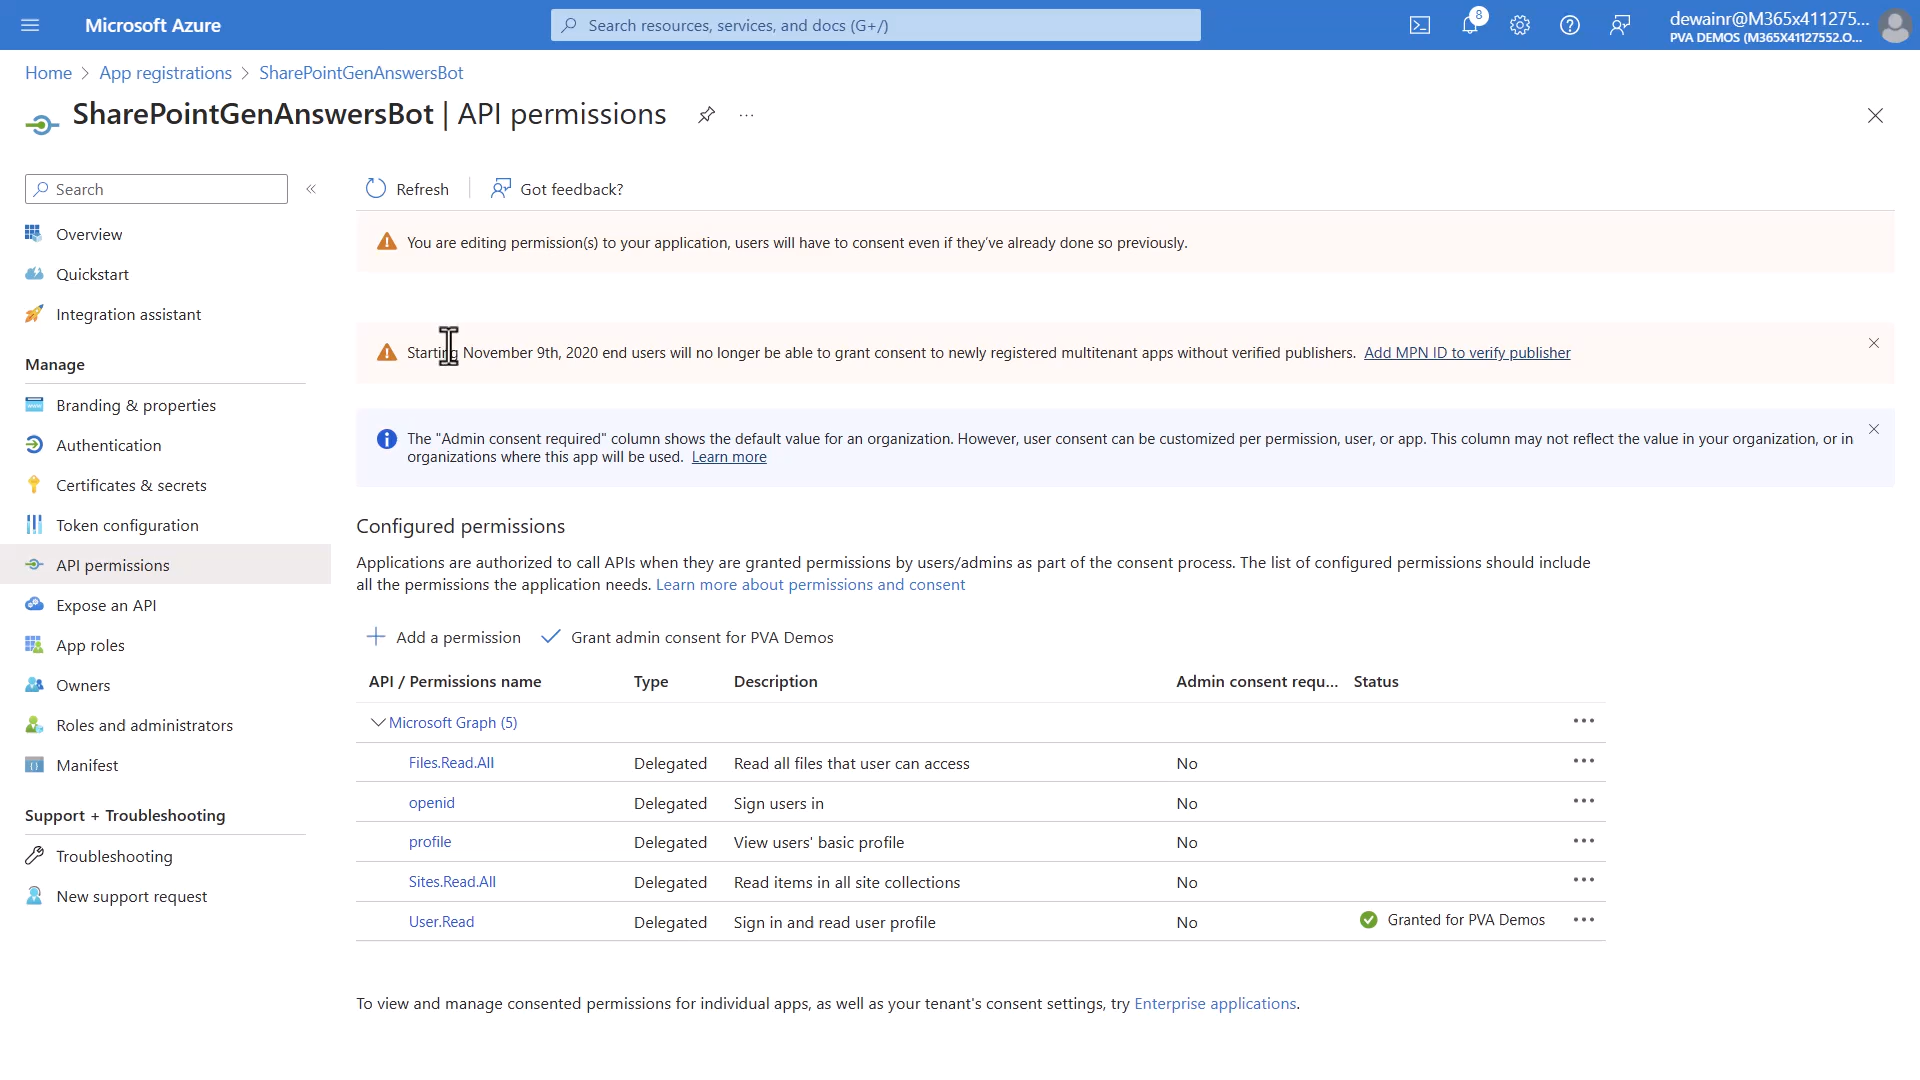 Microsoft Azure
Search resources, services, and docs (G+/)
8
dewainr@M365x411275...
PVA DEMOS (M365X41127552.O...
Home > App registrations > SharePointGenAnswersBot
SharePointGenAnswersBot | API permissions
Search
Refresh
Got feedback?
Overview
Quickstart
Integration assistant
Manage
Branding & properties
Authentication
Certificates & secrets
Token configuration
API permissions
Expose an API
App roles
Owners
Roles and administrators
Manifest
Support + Troubleshooting
Troubleshooting
New support request
You are editing permission(s) to your application, users will have to consent even if they've already done so previously.
Starting November 9th, 2020 end users will no longer be able to grant consent to newly registered multitenant apps without verified publishers. Add MPN ID to verify publisher
The "Admin consent required" column shows the default value for an organization. However, user consent can be customized per permission, user, or app. This column may not reflect the value in your organization, or in
organizations where this app will be used. Learn more
Configured permissions
Applications are authorized to call APIs when they are granted permissions by users/admins as part of the consent process. The list of configured permissions should include
all the permissions the application needs. Learn more about permissions and consent
Add a permission
Grant admin consent for PVA Demos
API / Permissions name Type Description Admin consent requ... Status
Microsoft Graph (5)
Files.Read.All Delegated Read all files that user can access No
openid Delegated Sign users in No
profile Delegated View users' basic profile No
Sites.Read.All Delegated Read items in all site collections No
User.Read Delegated Sign in and read user profile No Granted for PVA Demos
To view and manage consented permissions for individual apps, as well as your tenant's consent settings, try Enterprise applications.